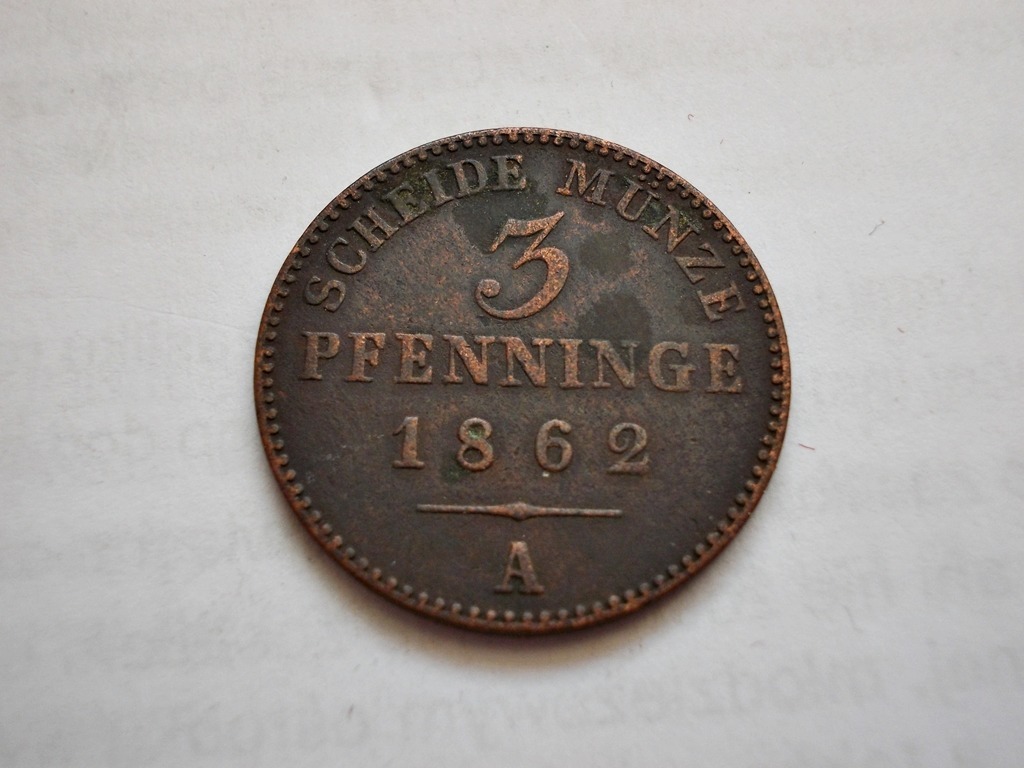 SCHEIDE MÜNZE
3
PFENNINGE
1862
A